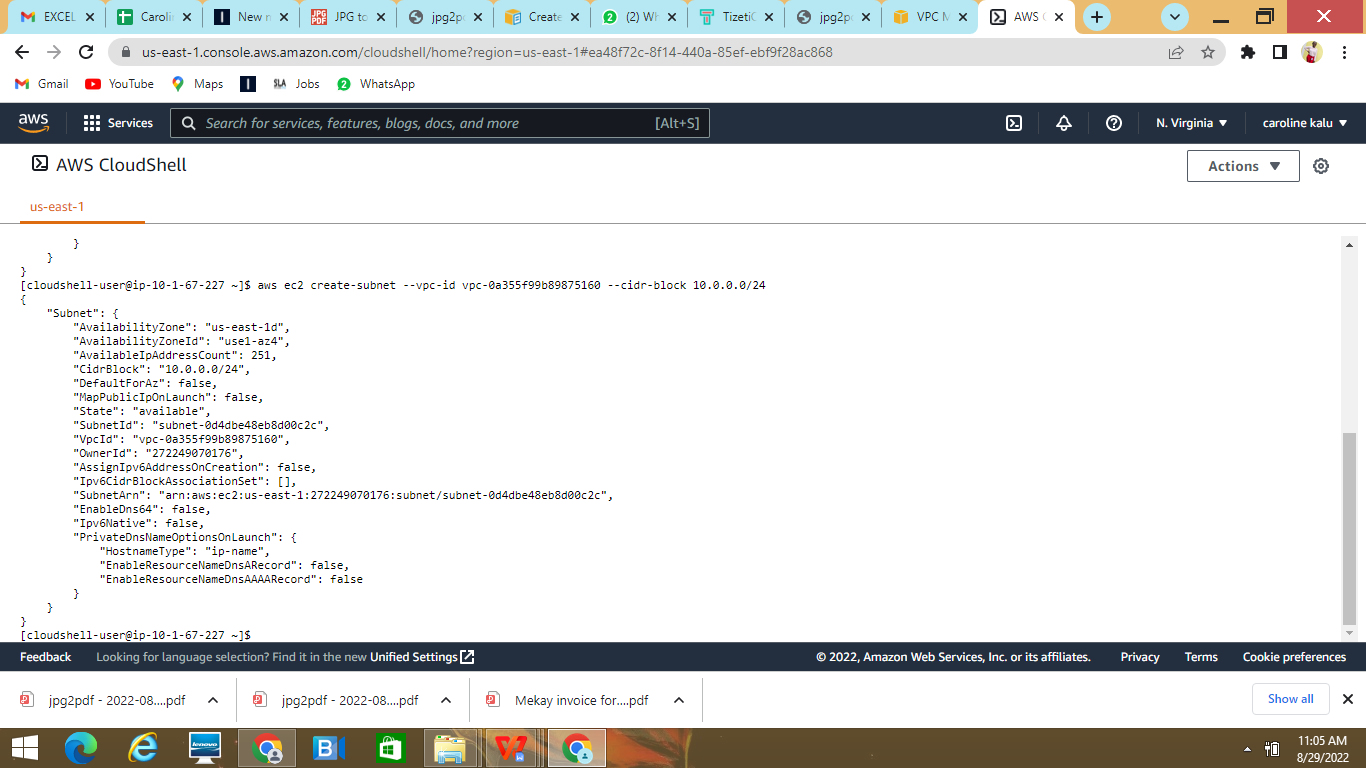 EXCEL
Carolin
New n
JPG to
jpg2po
Create
(2) Wh
TizetiC
jpg2po
VPC M
AWS C
us-east-1.console.aws.amazon.com/cloudshell/home?region=us-east-1#ea48f72c-8f14-440a-85ef-ebf9f28ac868
Gmail YouTube Maps SLA Jobs 2 WhatsApp
aws Services Search for services, features, blogs, docs, and more [Alt+S] N. Virginia caroline kalu
AWS CloudShell Actions
us-east-1
}
}
}
[cloudshell-user@ip-10-1-67-227 ~]$ aws ec2 create-subnet --vpc-id vpc-0a355f99b89875160 --cidr-block 10.0.0.0/24
{
"Subnet": {
"AvailabilityZone": "us-east-1d",
"AvailabilityZoneId": "use1-az4",
"AvailableIpAddressCount": 251,
"CidrBlock": "10.0.0.0/24",
"DefaultForAz": false,
"MapPublicIpOnLaunch": false,
"State": "available",
"SubnetId": "subnet-0d4dbe48eb8d00c2c",
"VpcId": "vpc-0a355f99b89875160",
"OwnerId": "272249070176",
"AssignIpv6AddressOnCreation": false,
"Ipv6CidrBlockAssociationSet": [],
"SubnetArn": "arn:aws:ec2:us-east-1:272249070176:subnet/subnet-0d4dbe48eb8d00c2c",
"EnableDns64": false,
"Ipv6Native": false,
"PrivateDnsNameOptionsOnLaunch": {
"HostnameType": "ip-name",
"EnableResourceNameDnsARecord": false,
"EnableResourceNameDnsAAAARecord": false
}
}
}
[cloudshell-user@ip-10-1-67-227 ~]$
Feedback Looking for language selection? Find it in the new Unified Settings © 2022, Amazon Web Services, Inc. or its affiliates. Privacy Terms Cookie preferences
jpg2pdf - 2022-08....pdf jpg2pdf - 2022-08....pdf Mekay invoice for....pdf Show all
lenovo
11:05 AM
8/29/2022